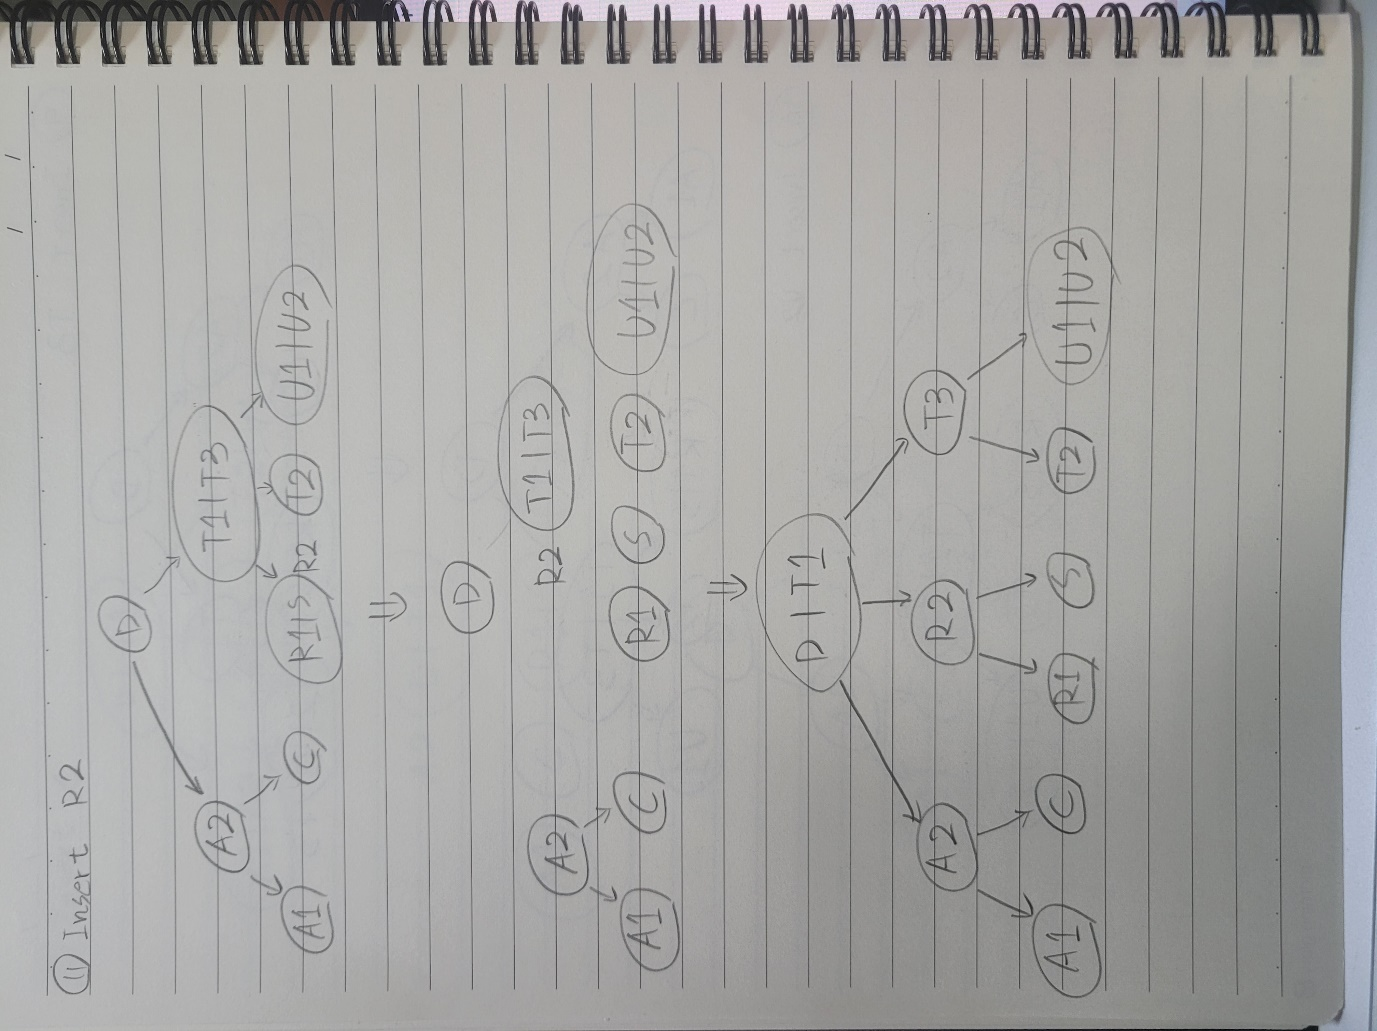 ⑪ Insert R2
D
A2 T1|T3
A1 C R1|S R2 T2 U1|U2
⇓
D
A2 R2 T1|T3
A1 C R1 S T2 U1|U2
⇓
D|T1
A2 R2 T3
A1 C R1 S T2 U1|U2